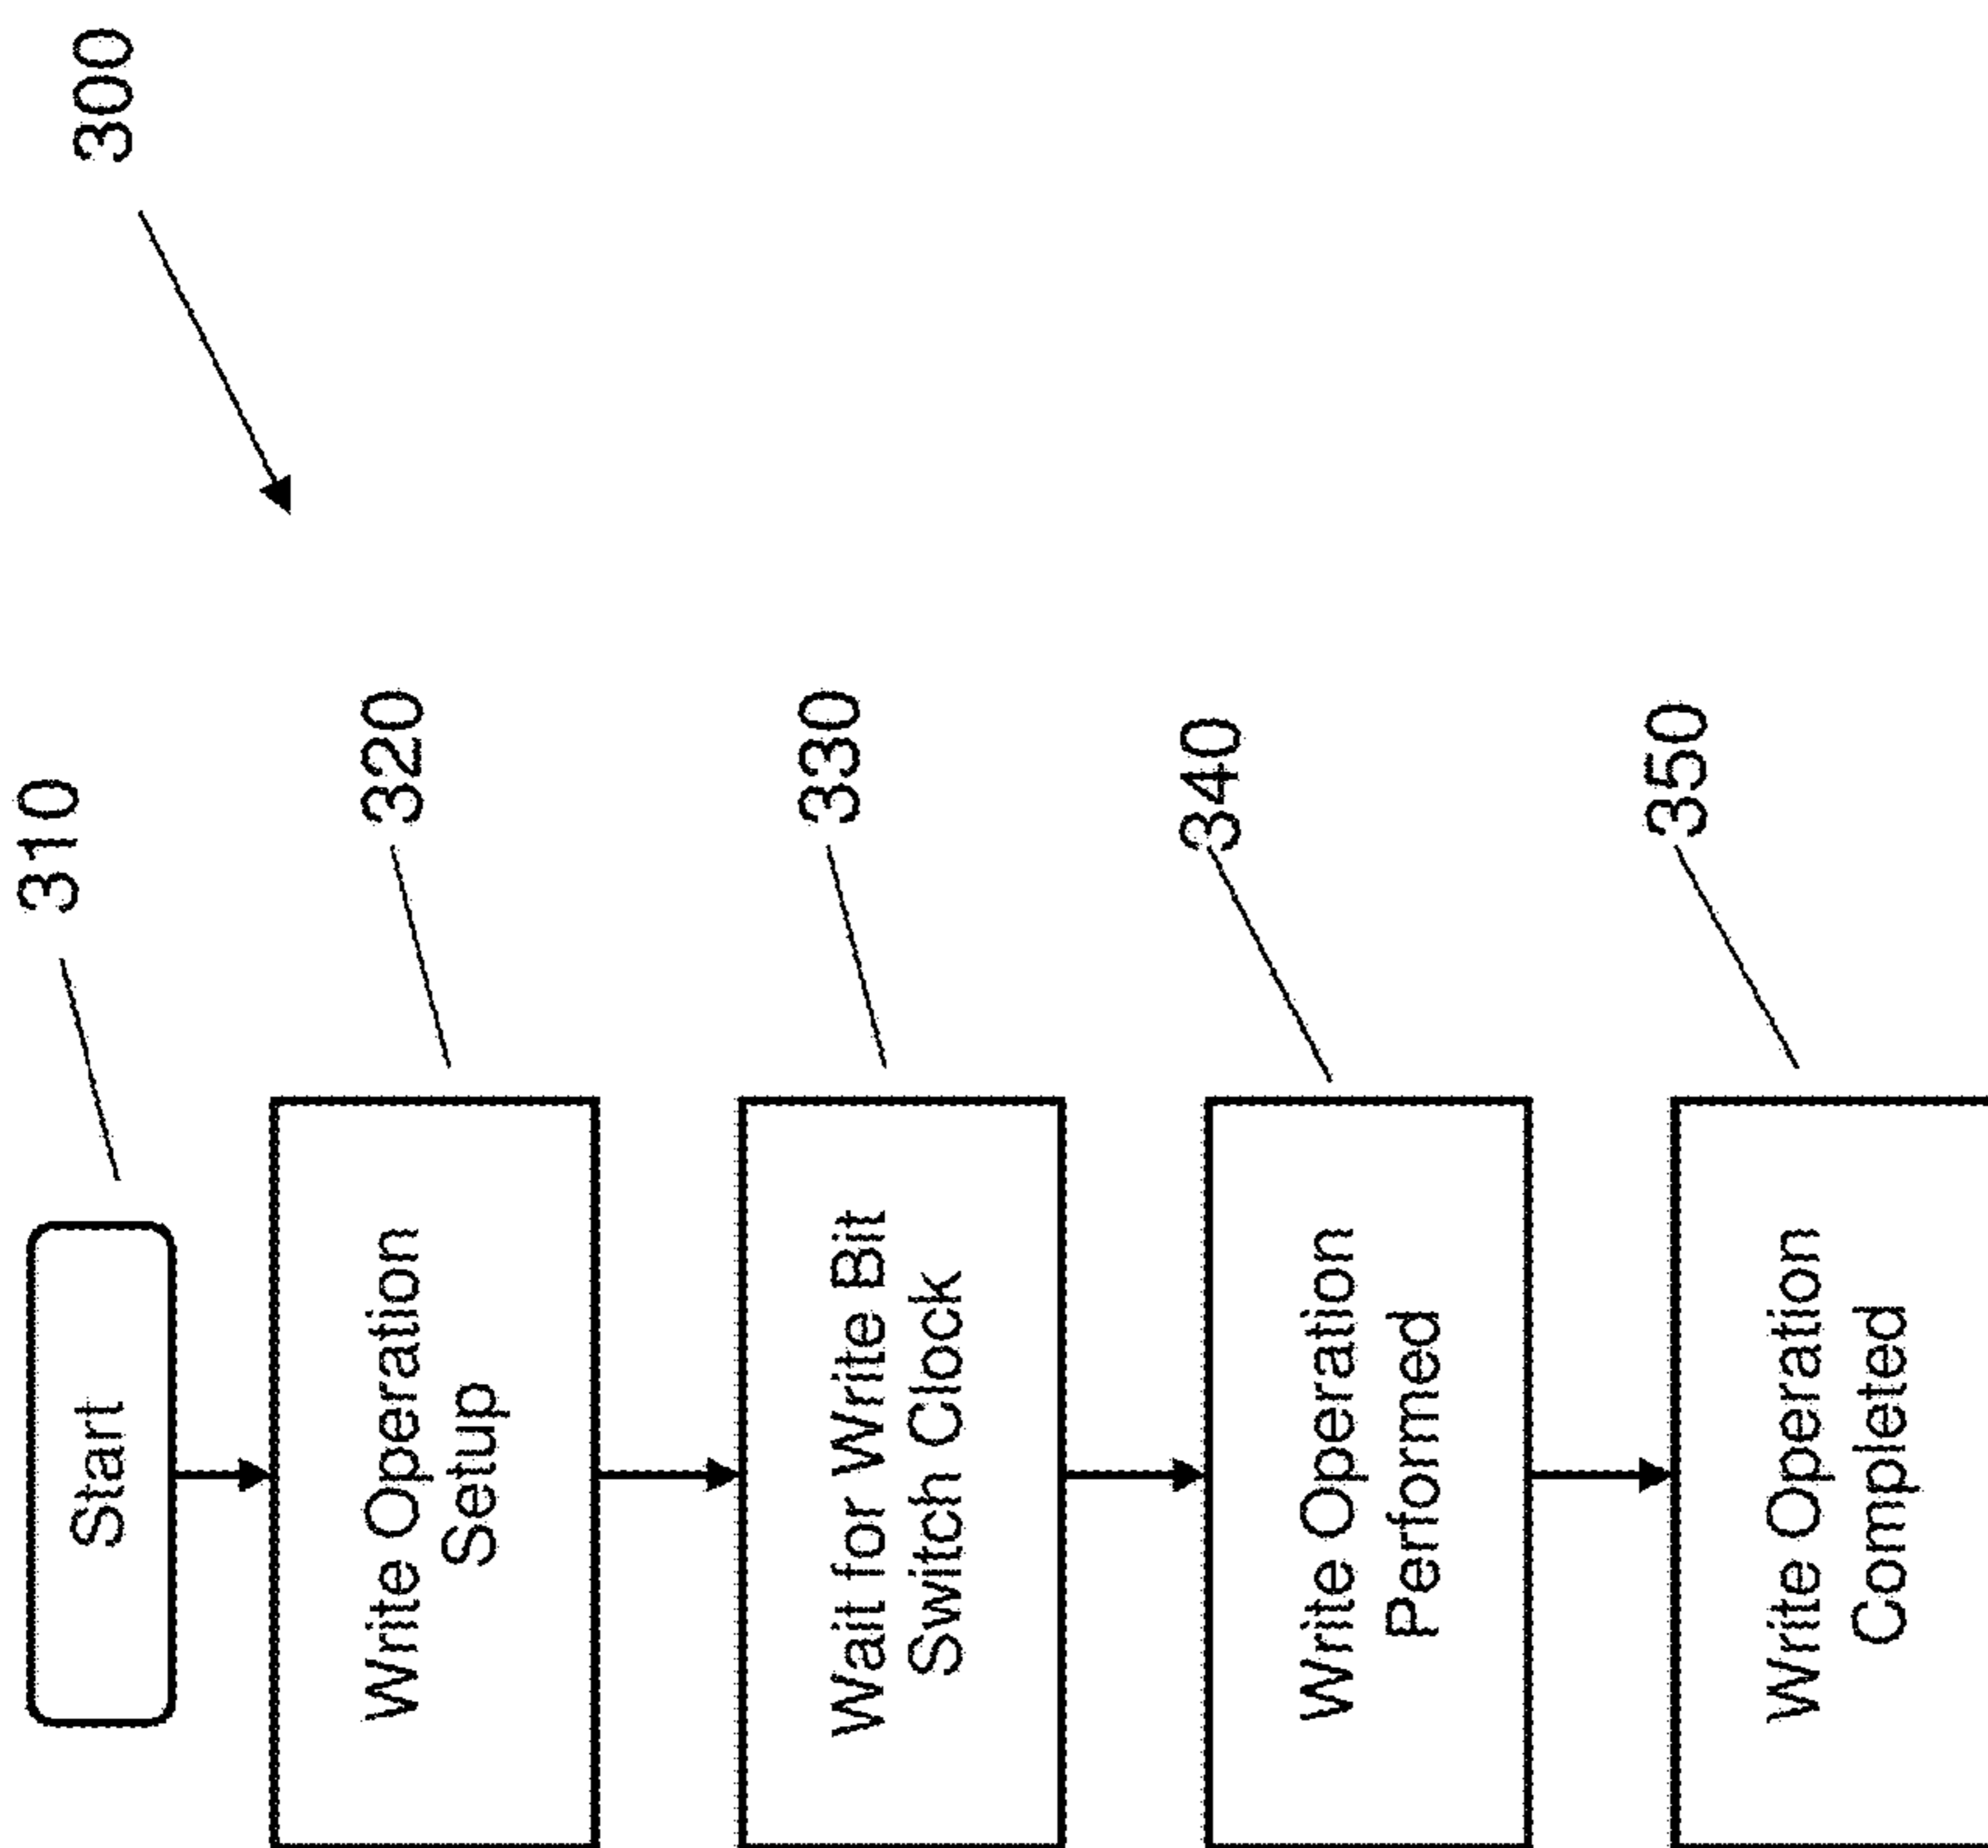 300
310
Start
320
Write Operation
Setup
330
Wait for Write Bit
Switch Clock
340
Write Operation
Performed
350
Write Operation
Completed